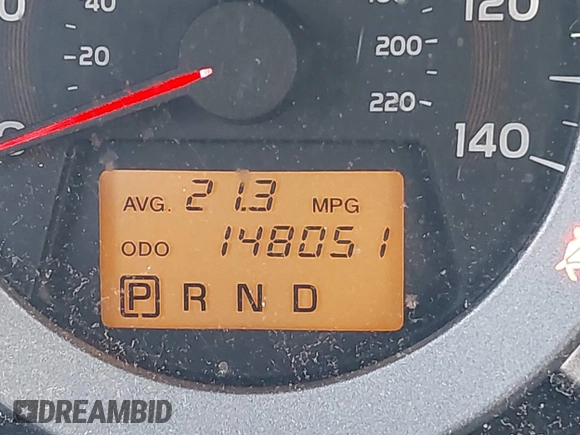 40 200 120
20
220
140
AVG. 21.3 MPG
ODO 148051
P R N D
DREAMBID